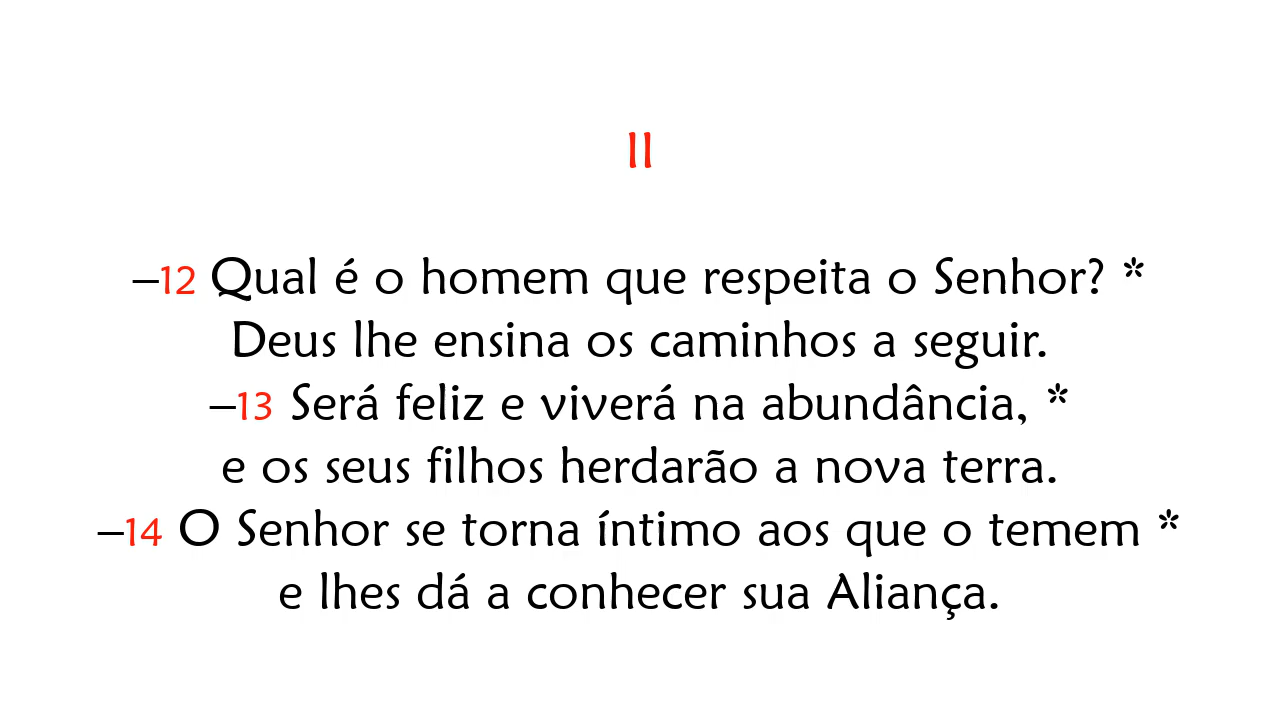 II
–12 Qual é o homem que respeita o Senhor? *
Deus lhe ensina os caminhos a seguir.
–13 Será feliz e viverá na abundância, *
e os seus filhos herdarão a nova terra.
–14 O Senhor se torna íntimo aos que o temem *
e lhes dá a conhecer sua Aliança.